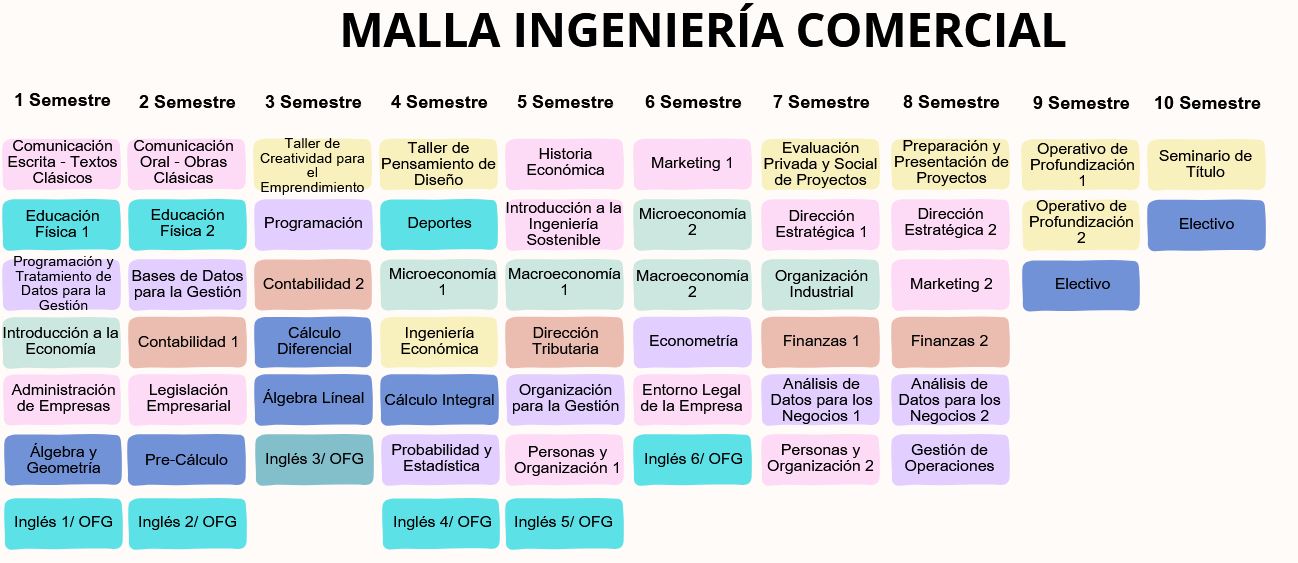 MALLA INGENIERÍA COMERCIAL
1 Semestre
Comunicación
Escrita - Textos
Clásicos
Educación
Física 1
Programación y
Tratamiento de
Datos para la
Gestión
Introducción a la
Economía
Administración
de Empresas
Álgebra y
Geometría
Inglés 1/ OFG
2 Semestre
Comunicación
Oral - Obras
Clásicas
Educación
Física 2
Bases de Datos
para la Gestión
Contabilidad 1
Legislación
Empresarial
Pre-Cálculo
Inglés 2/ OFG
3 Semestre
Taller de
Creatividad para
el
Emprendimiento
Programación
Contabilidad 2
Cálculo
Diferencial
Álgebra Líneal
Inglés 3/ OFG
4 Semestre
Taller de
Pensamiento de
Diseño
Deportes
Microeconomía
1
Ingeniería
Económica
Cálculo Integral
Probabilidad y
Estadística
Inglés 4/ OFG
5 Semestre
Historia
Económica
Introducción a la
Ingeniería
Sostenible
Macroeconomía
1
Dirección
Tributaria
Organización
para la Gestión
Personas y
Organización 1
Inglés 5/ OFG
6 Semestre
Marketing 1
Microeconomía
2
Macroeconomía
2
Econometría
Entorno Legal
de la Empresa
Inglés 6/ OFG
7 Semestre
Evaluación
Privada y Social
de Proyectos
Dirección
Estratégica 1
Organización
Industrial
Finanzas 1
Análisis de
Datos para los
Negocios 1
Personas y
Organización 2
8 Semestre
Preparación y
Presentación de
Proyectos
Dirección
Estratégica 2
Marketing 2
Finanzas 2
Análisis de
Datos para los
Negocios 2
Gestión de
Operaciones
9 Semestre
Operativo de
Profundización
1
Operativo de
Profundización
2
Electivo
10 Semestre
Seminario de
Título
Electivo